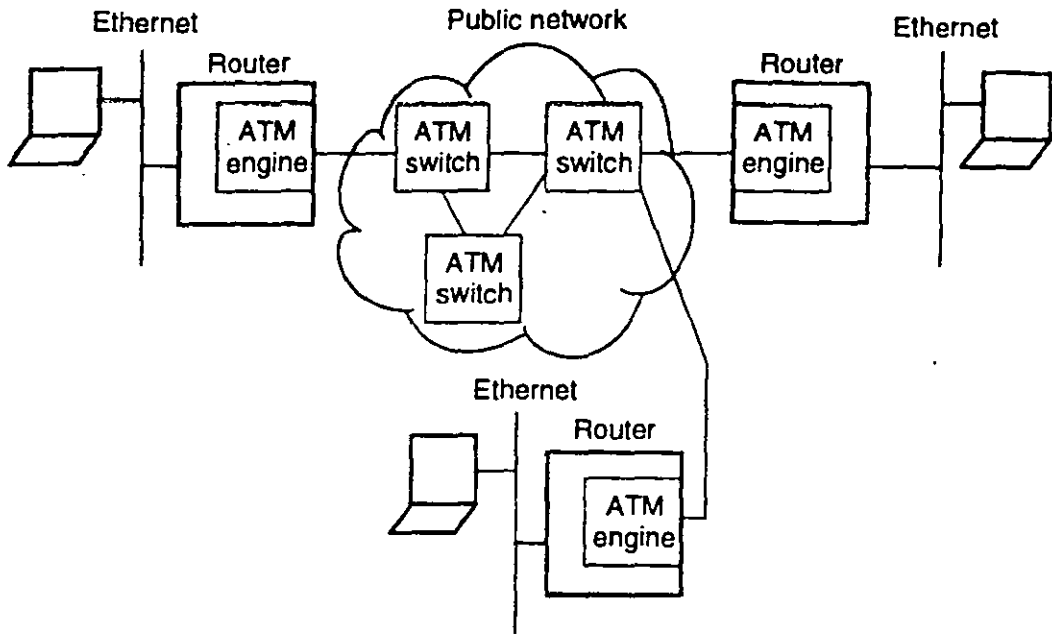 Public network
Ethernet
Ethernet
Router
Router
ATM
engine
ATM
switch
ATM
switch
ATM
engine
ATM
switch
Ethernet
Router
ATM
engine